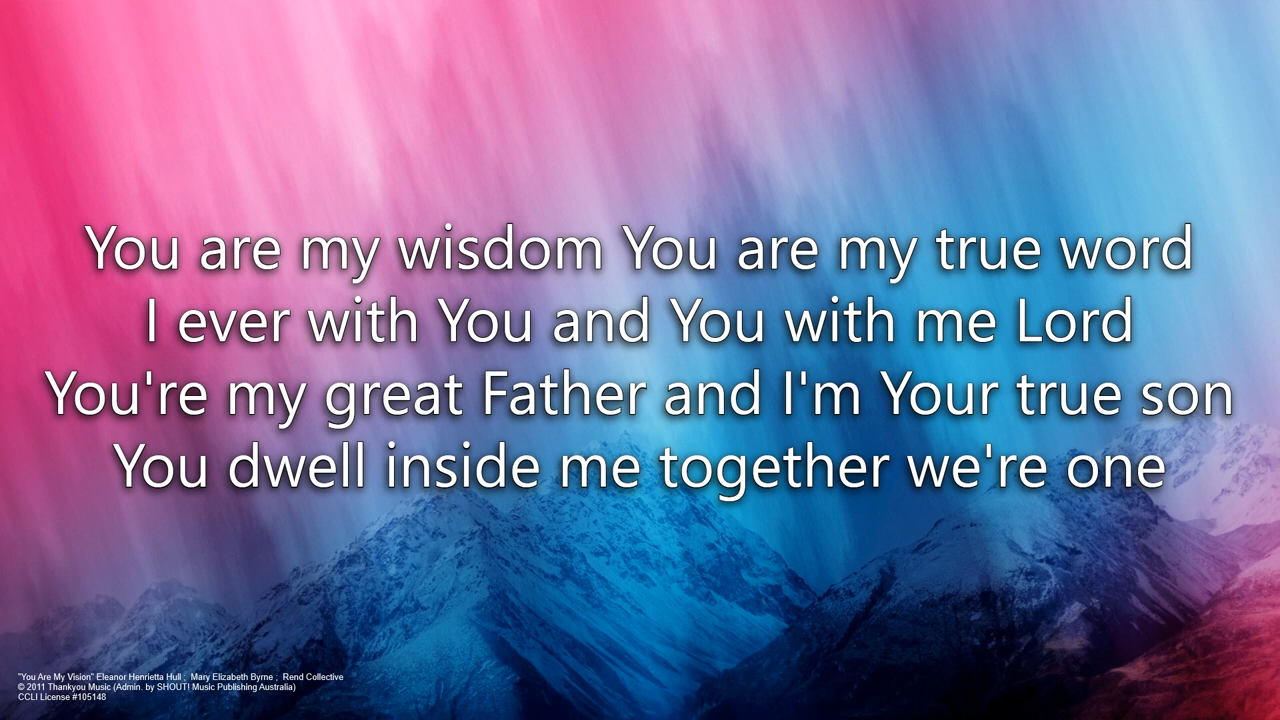 You are my wisdom You are my true word
I ever with You and You with me Lord
You're my great Father and I'm Your true son
You dwell inside me together we're one
"You Are My Vision" Eleanor Henrietta Hull ;  Mary Elizabeth Byrne ;  Rend Collective
© 2011 Thankyou Music (Admin. by SHOUT! Music Publishing Australia)
CCLI License #105148